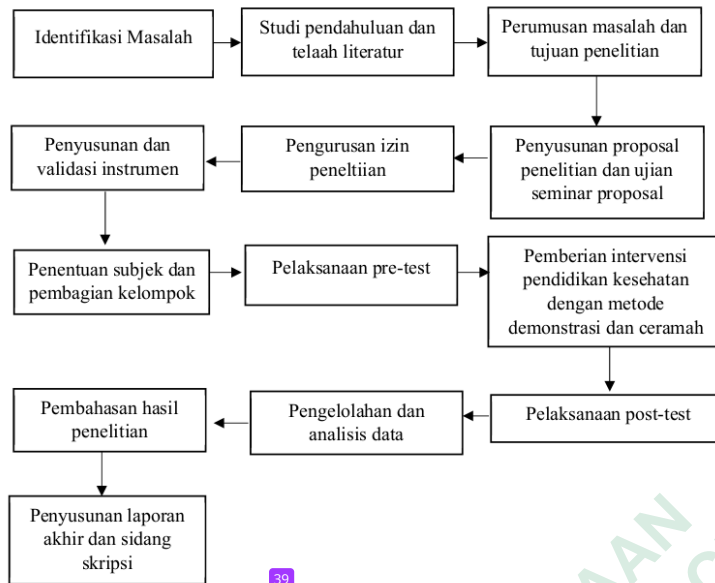 Identifikasi Masalah
Studi pendahuluan dan
telaah literatur
Perumusan masalah dan
tujuan penelitian
Penyusunan proposal
penelitian dan ujian
seminar proposal
Pengurusan izin
peneltiian
Penyusunan dan
validasi instrumen
Penentuan subjek dan
pembagian kelompok
Pelaksanaan pre-test
Pemberian intervensi
pendidikan kesehatan
dengan metode
demonstrasi dan ceramah
Pelaksanaan post-test
Pengelolahan dan
analisis data
Pembahasan hasil
penelitian
Penyusunan laporan
akhir dan sidang
skripsi
39